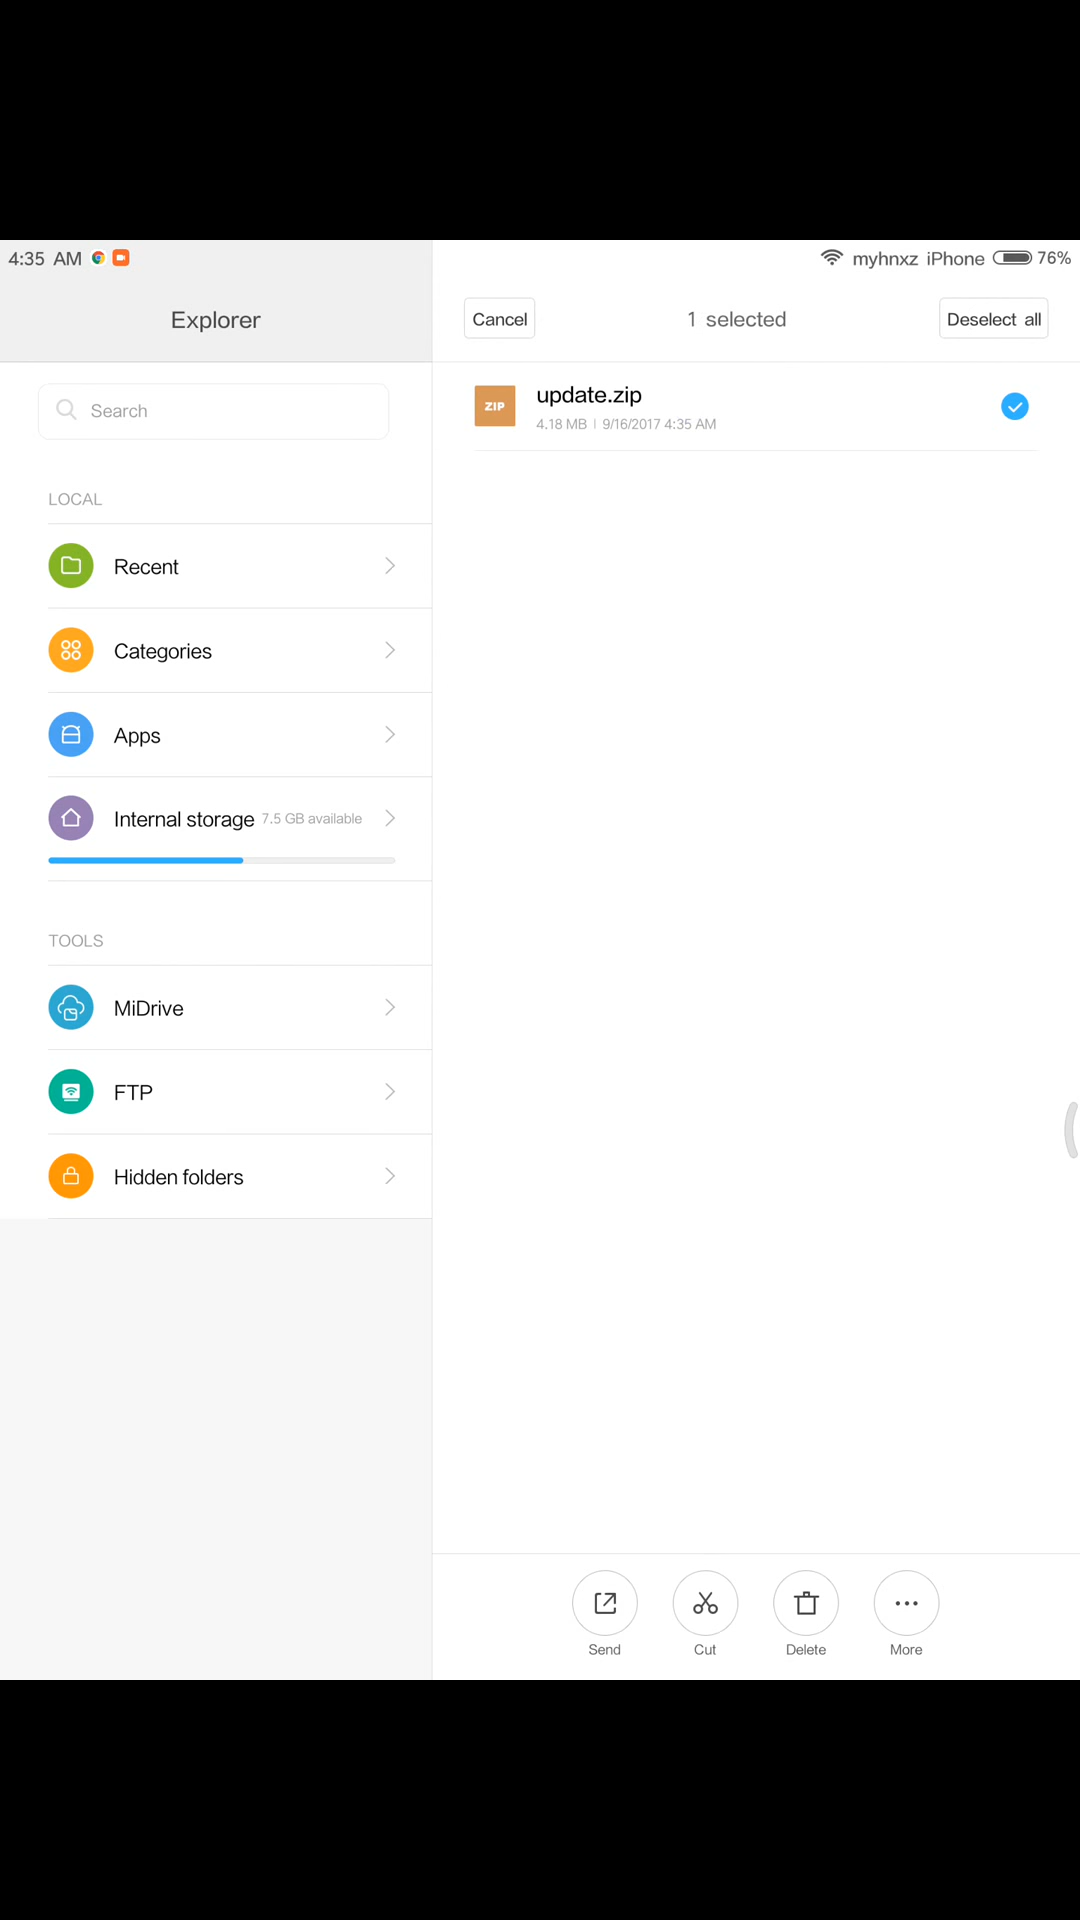 4:35 AM
myhnxz iPhone 76%
Explorer
Cancel
1 selected
Deselect all
Search
ZIP
update.zip
4.18 MB | 9/16/2017 4:35 AM
LOCAL
Recent
Categories
Apps
Internal storage 7.5 GB available
TOOLS
MiDrive
FTP
Hidden folders
Send
Cut
Delete
More